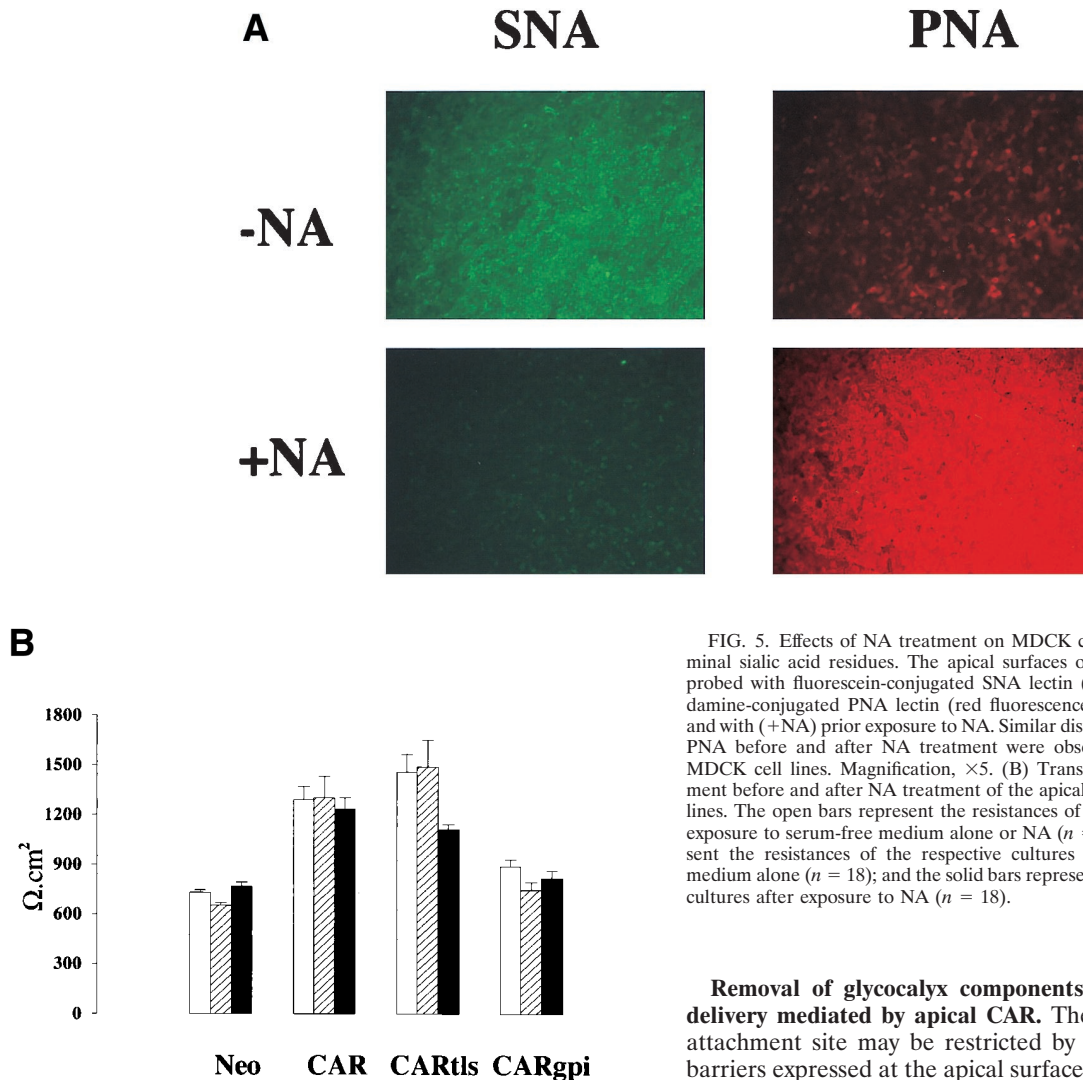 A
SNA
PNA
-NA
+NA
B
1800
1500
1200
900
600
300
0
Ω.cm²
Neo CAR CARtls CARgpi
FIG. 5. Effects of NA treatment on MDCK c
minal sialic acid residues. The apical surfaces o
probed with fluorescein-conjugated SNA lectin (
damine-conjugated PNA lectin (red fluorescence
and with (+NA) prior exposure to NA. Similar dis
PNA before and after NA treatment were obse
MDCK cell lines. Magnification, ×5. (B) Trans
ment before and after NA treatment of the apical
lines. The open bars represent the resistances of
exposure to serum-free medium alone or NA (n =
sent the resistances of the respective cultures
medium alone (n = 18); and the solid bars represe
cultures after exposure to NA (n = 18).
Removal of glycocalyx components
delivery mediated by apical CAR. The
attachment site may be restricted by
barriers expressed at the apical surface